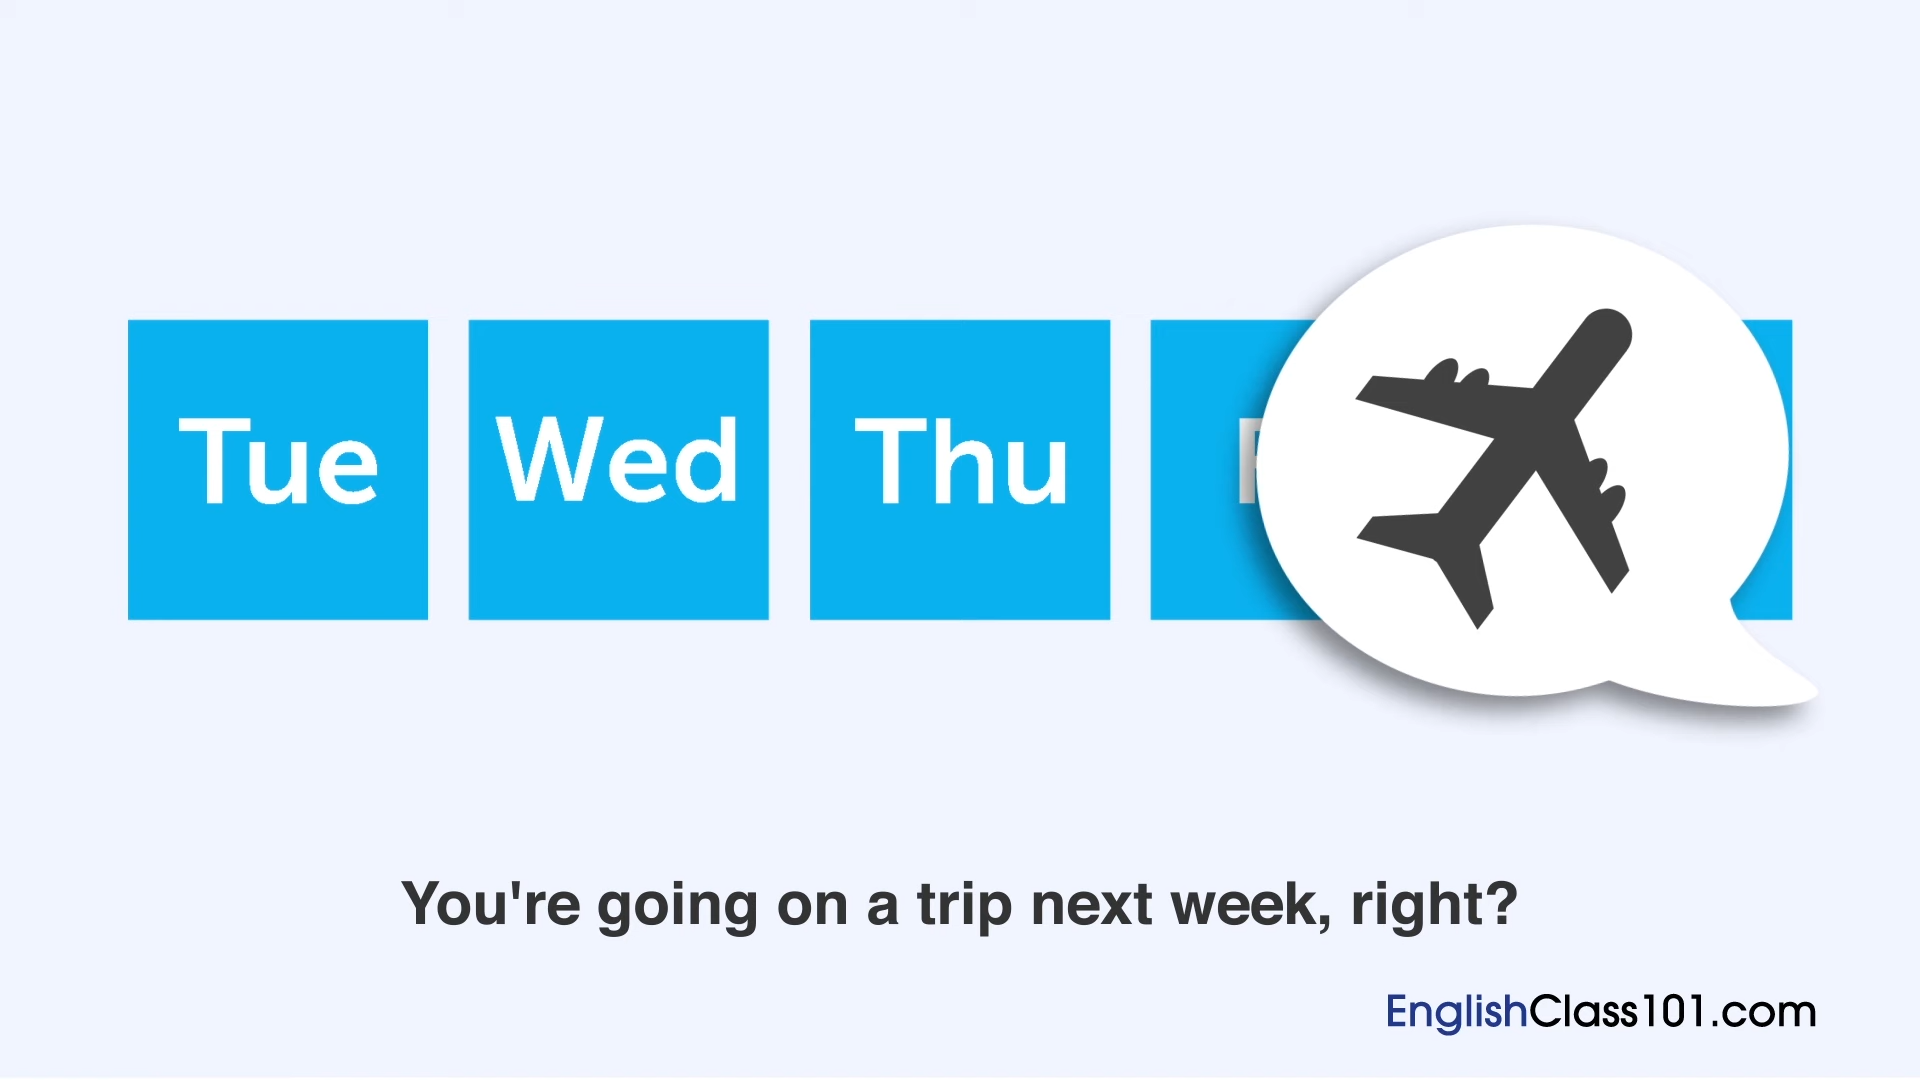 Tue Wed Thu
You're going on a trip next week, right?
EnglishClass101.com